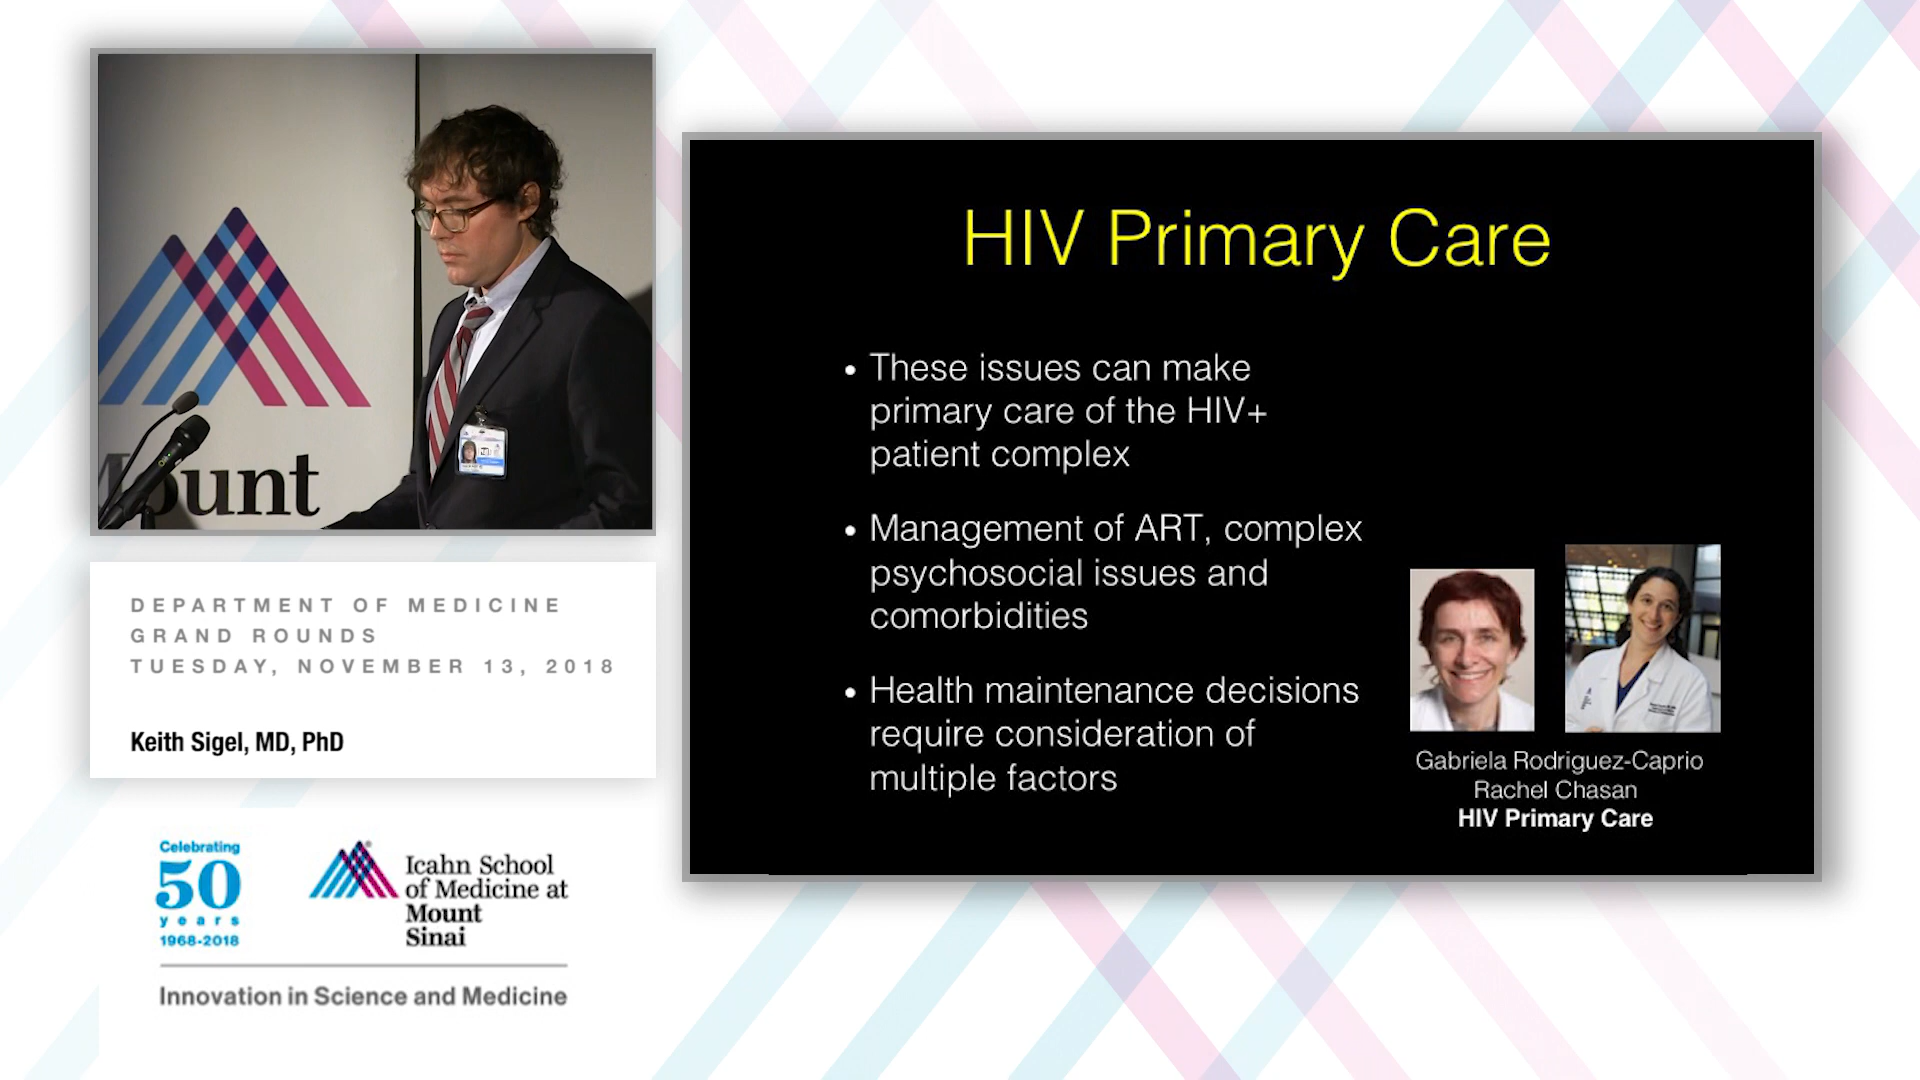 Mount
DEPARTMENT OF MEDICINE
GRAND ROUNDS
TUESDAY, NOVEMBER 13, 2018
Keith Sigel, MD, PhD
Celebrating
50
years
1968-2018
Icahn School
of Medicine at
Mount
Sinai
Innovation in Science and Medicine
HIV Primary Care
• These issues can make
primary care of the HIV+
patient complex
• Management of ART, complex
psychosocial issues and
comorbidities
• Health maintenance decisions
require consideration of
multiple factors
Gabriela Rodriguez-Caprio
Rachel Chasan
HIV Primary Care